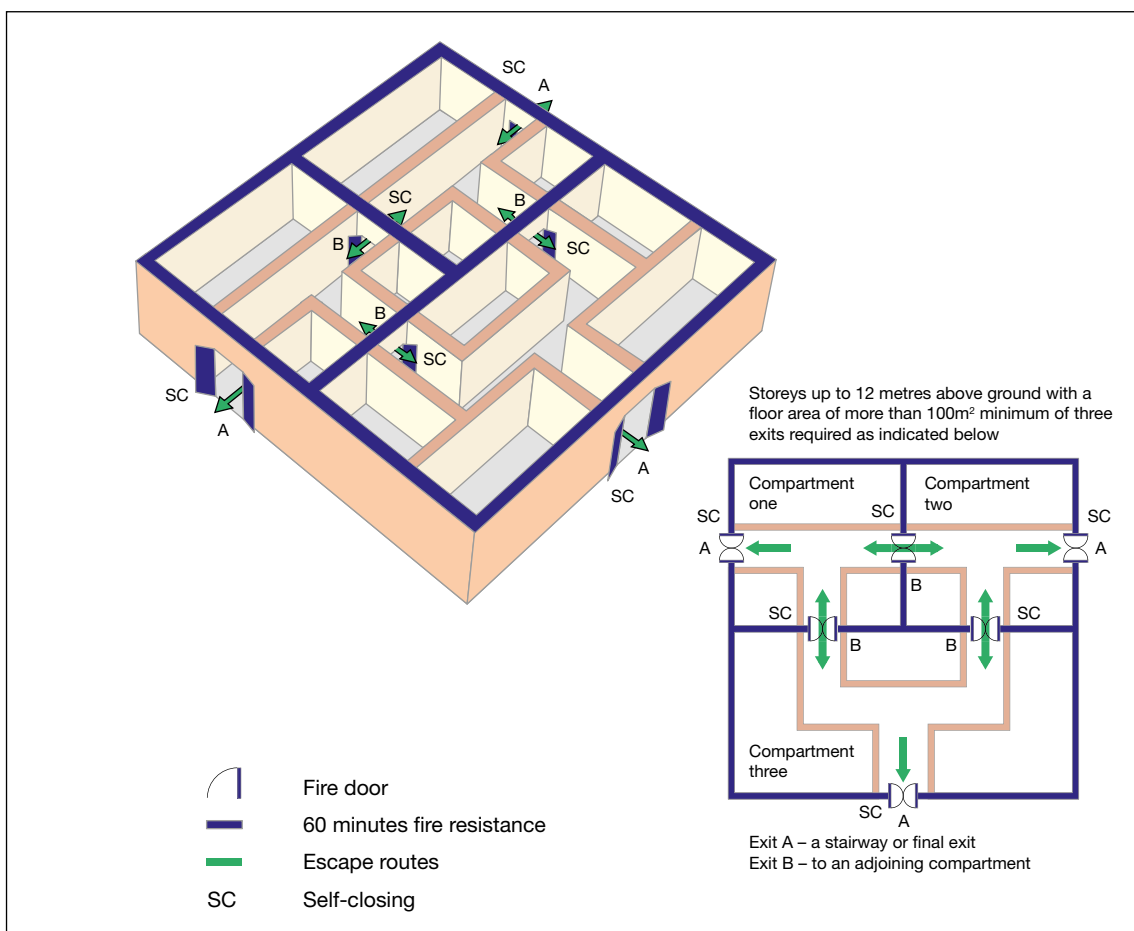 SC
A
SC
B
B
SC
B
SC
SC
A
A
SC
Storeys up to 12 metres above ground with a
floor area of more than 100m² minimum of three
exits required as indicated below
Compartment
one
Compartment
two
SC
SC
SC
A
A
B
SC
SC
B
B
Compartment
three
SC
A
Exit A – a stairway or final exit
Exit B – to an adjoining compartment
Fire door
60 minutes fire resistance
Escape routes
SC
Self-closing